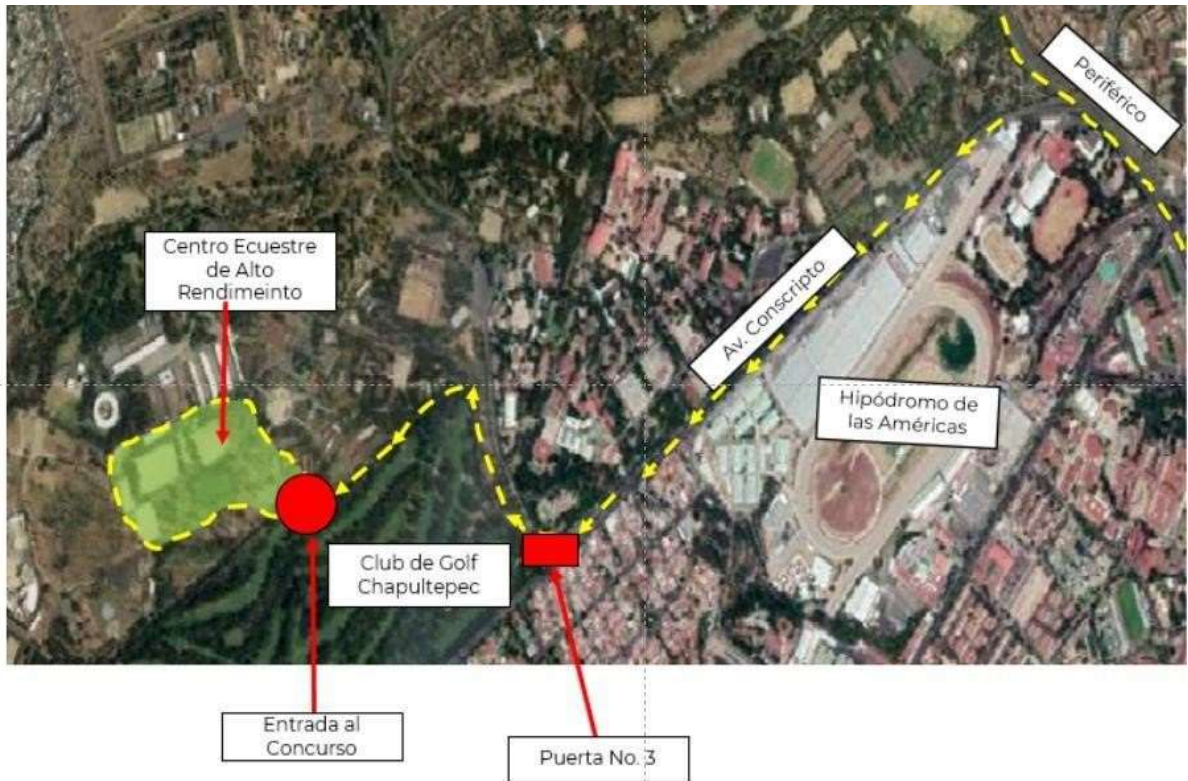 Periférico
Centro Ecuestre
de Alto
Rendimeinto
Av. Conscripto
Hipódromo de
las Américas
Club de Golf
Chapultepec
Entrada al
Concurso
Puerta No. 3